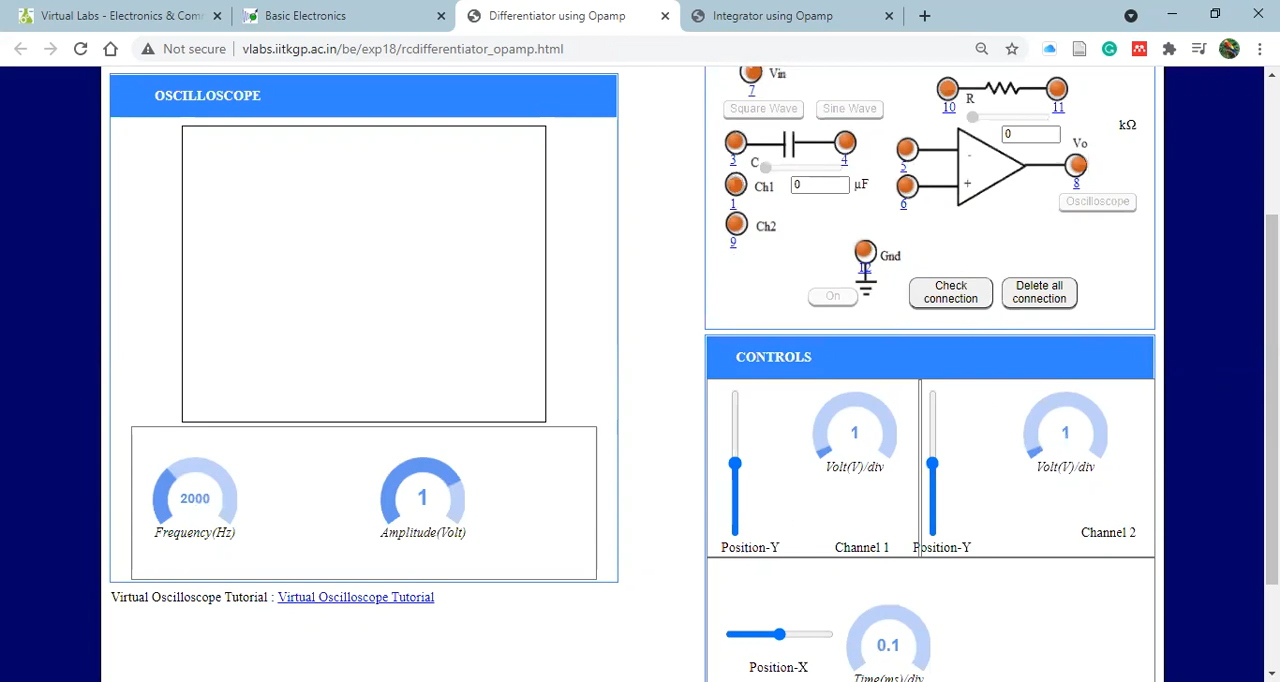 Virtual Labs - Electronics & Comm
Basic Electronics
Differentiator using Opamp
Integrator using Opamp
Not secure
vlabs.iitkgp.ac.in/be/exp18/rcdifferentiator_opamp.html
OSCILLOSCOPE
2000
Frequency(Hz)
1
Amplitude(Volt)
Virtual Oscilloscope Tutorial : Virtual Oscilloscope Tutorial
Vin
7
Square Wave
Sine Wave
10
R
11
0
kΩ
3
C
4
0
µF
Ch1
1
Ch2
9
5
6
-
+
Vo
8
Oscilloscope
Gnd
12
On
Check
connection
Delete all
connection
CONTROLS
1
Volt(V)/div
Position-Y
Channel 1
1
Volt(V)/div
Position-Y
Channel 2
Position-X
0.1
Time(ms)/div